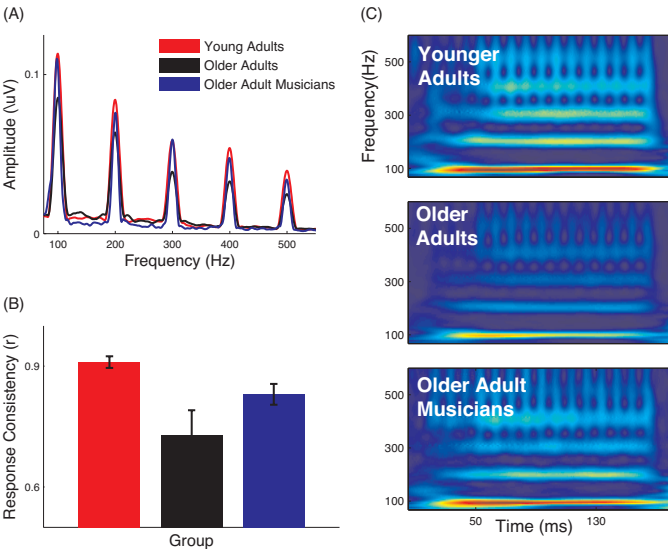 (A)
Young Adults
Older Adults
Older Adult Musicians
0.1
0
Amplitude (\uV)
100 200 300 400 500
Frequency (Hz)
(B)
0.9
0.6
Response Consistency (r)
Group
(C)
Frequency(Hz)
Younger
Adults
500
300
100
Older
Adults
500
300
100
Older Adult
Musicians
500
300
100
50 130
Time (ms)